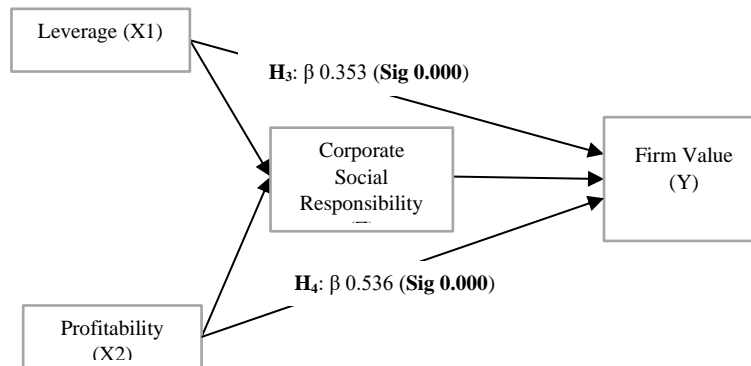 Leverage (X1)
H₃: β 0.353 (Sig 0.000)
Corporate
Social
Responsibility
Firm Value
(Y)
H₄: β 0.536 (Sig 0.000)
Profitability
(X2)